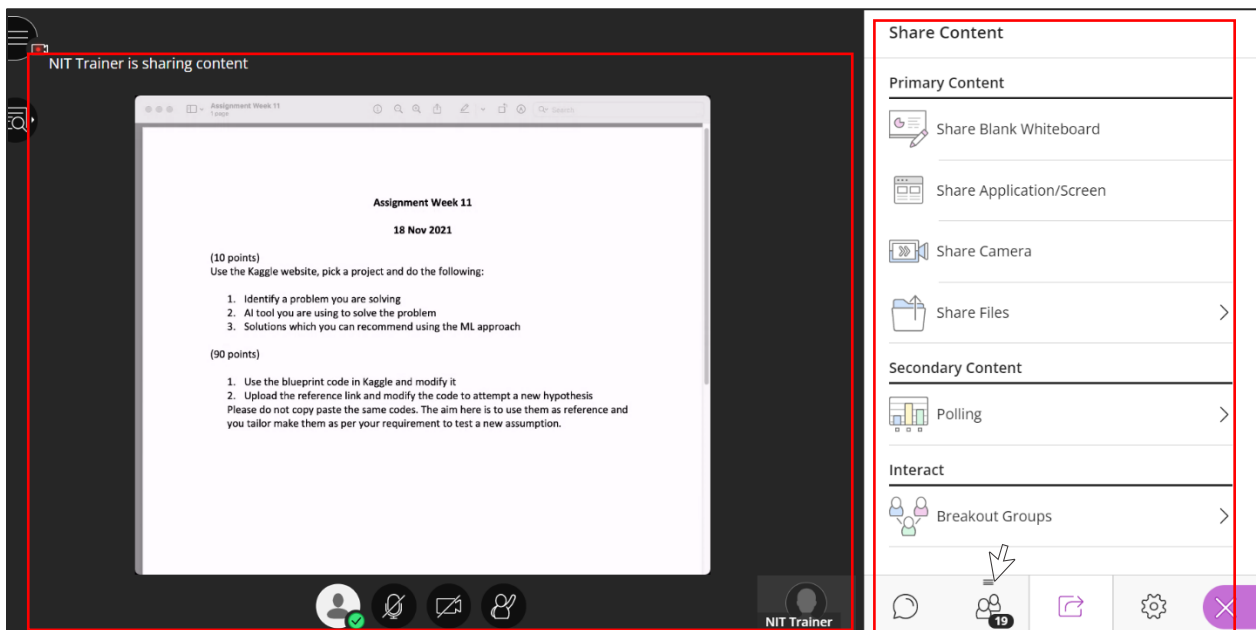 NIT Trainer is sharing content
Assignment Week 11
1 page
Search
Assignment Week 11
18 Nov 2021
(10 points)
Use the Kaggle website, pick a project and do the following:
1. Identify a problem you are solving
2. AI tool you are using to solve the problem
3. Solutions which you can recommend using the ML approach
(90 points)
1. Use the blueprint code in Kaggle and modify it
2. Upload the reference link and modify the code to attempt a new hypothesis
Please do not copy paste the same codes. The aim here is to use them as reference and
you tailor make them as per your requirement to test a new assumption.
NIT Trainer
Share Content
Primary Content
Share Blank Whiteboard
Share Application/Screen
Share Camera
Share Files
Secondary Content
Polling
Interact
Breakout Groups
19